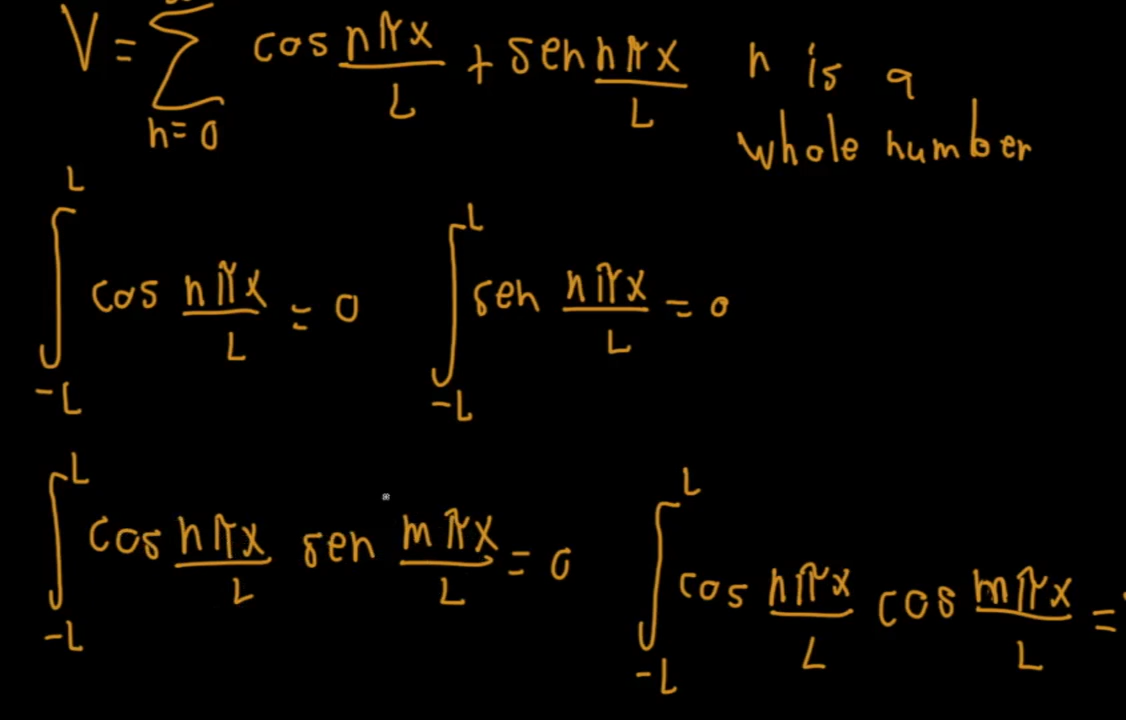 V = ∑ n=0 ∞ cos nπx/L + sen nπx/L n is a
whole number
∫ -L L cos nπx/L = 0 ∫ -L L sen nπx/L = 0
∫ -L L cos nπx/L sen mπx/L = 0 ∫ -L L cos nπx/L cos mπx/L =